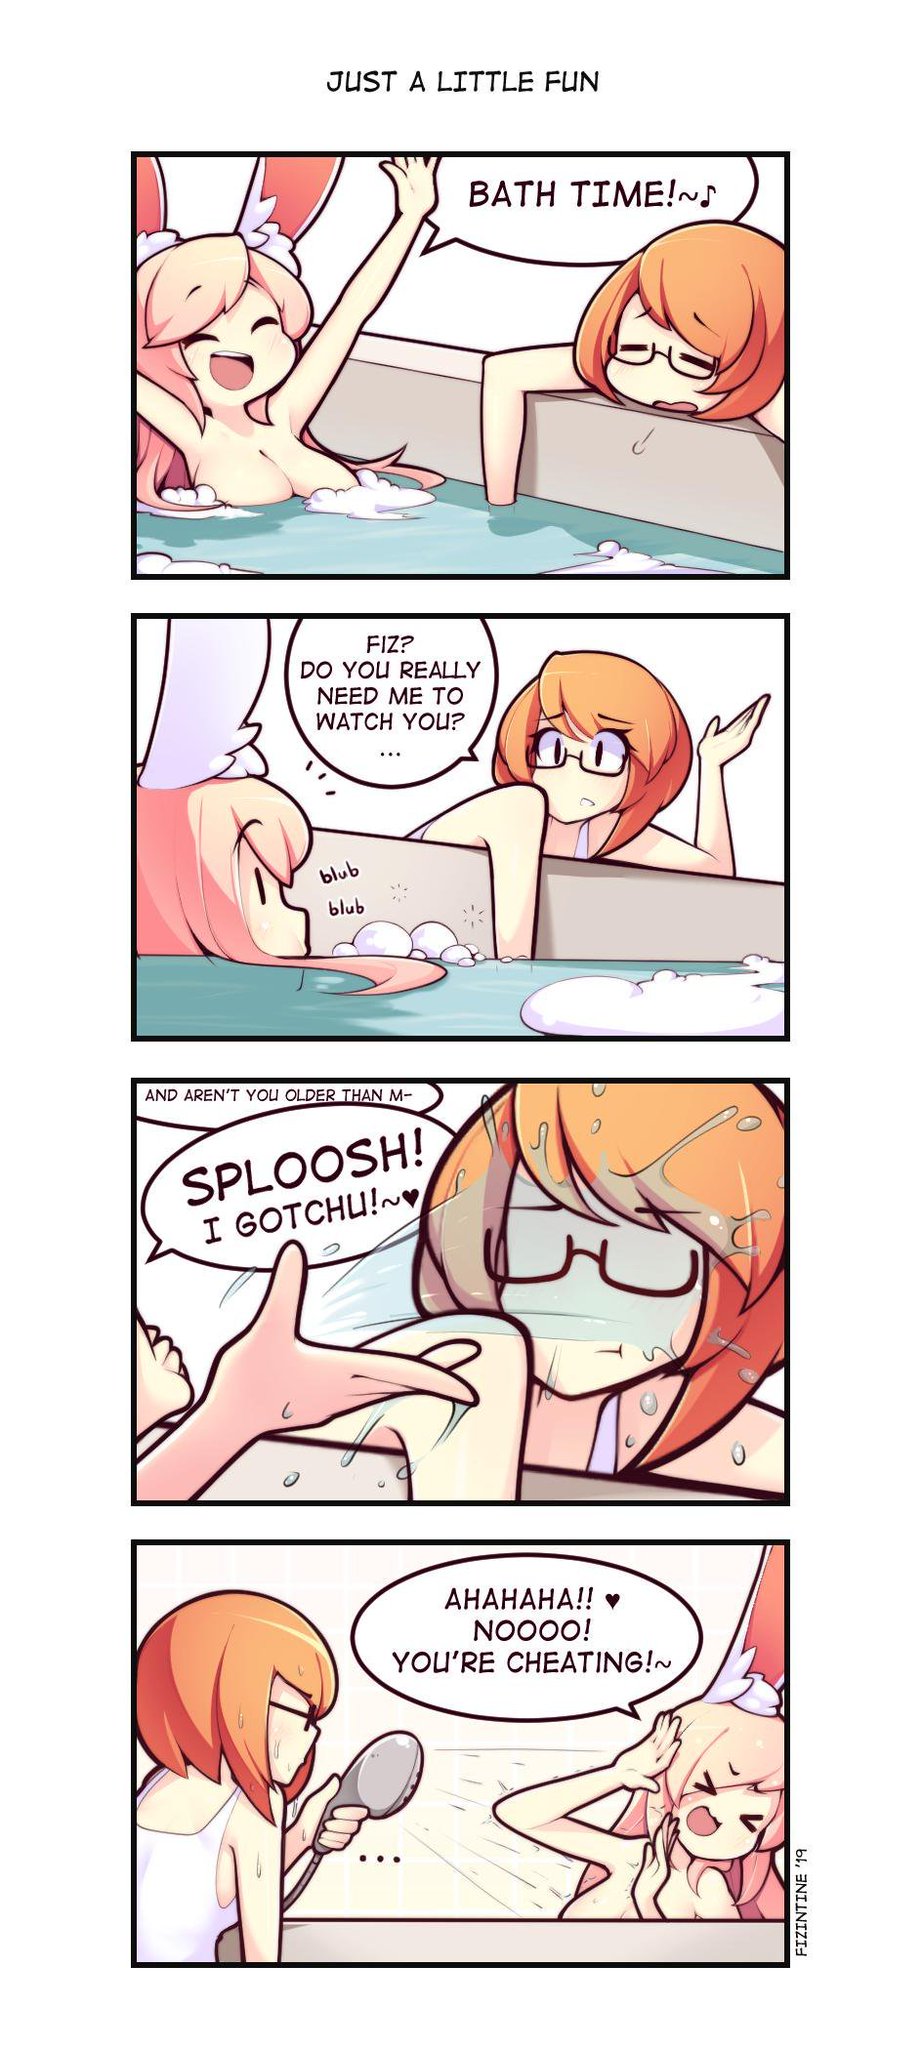 JUST A LITTLE FUN
BATH TIME!~♪
FIZ?
DO YOU REALLY
NEED ME TO
WATCH YOU?
...
blub
blub
AND AREN'T YOU OLDER THAN M-
SPLOOSH!
I GOTCHU!~♥
AHAHAHA!! ♥
NOOOO!
YOU'RE CHEATING!~
...
FIZINTINE '19